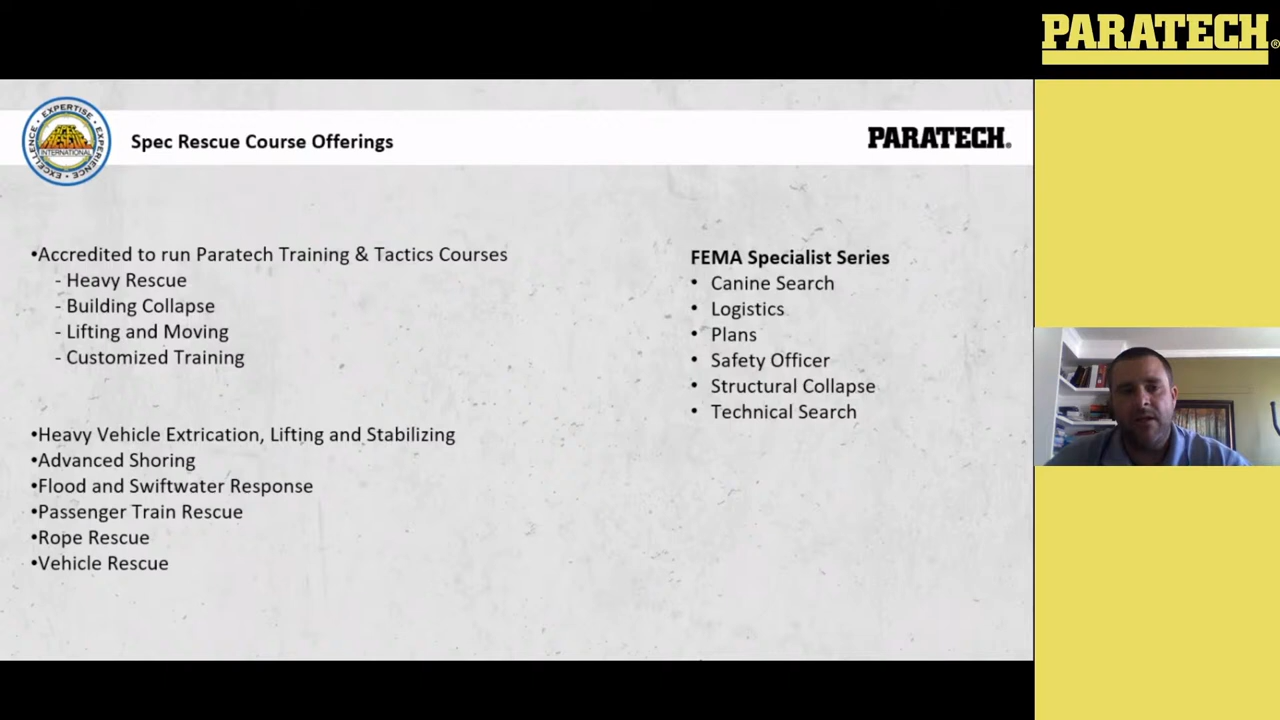 PARATECH®
EXPERTISE • EXPERIENCE • EXCELLENCE
SPEC RESCUE
INTERNATIONAL
Spec Rescue Course Offerings
PARATECH®
•Accredited to run Paratech Training & Tactics Courses
- Heavy Rescue
- Building Collapse
- Lifting and Moving
- Customized Training
•Heavy Vehicle Extrication, Lifting and Stabilizing
•Advanced Shoring
•Flood and Swiftwater Response
•Passenger Train Rescue
•Rope Rescue
•Vehicle Rescue
FEMA Specialist Series
• Canine Search
• Logistics
• Plans
• Safety Officer
• Structural Collapse
• Technical Search